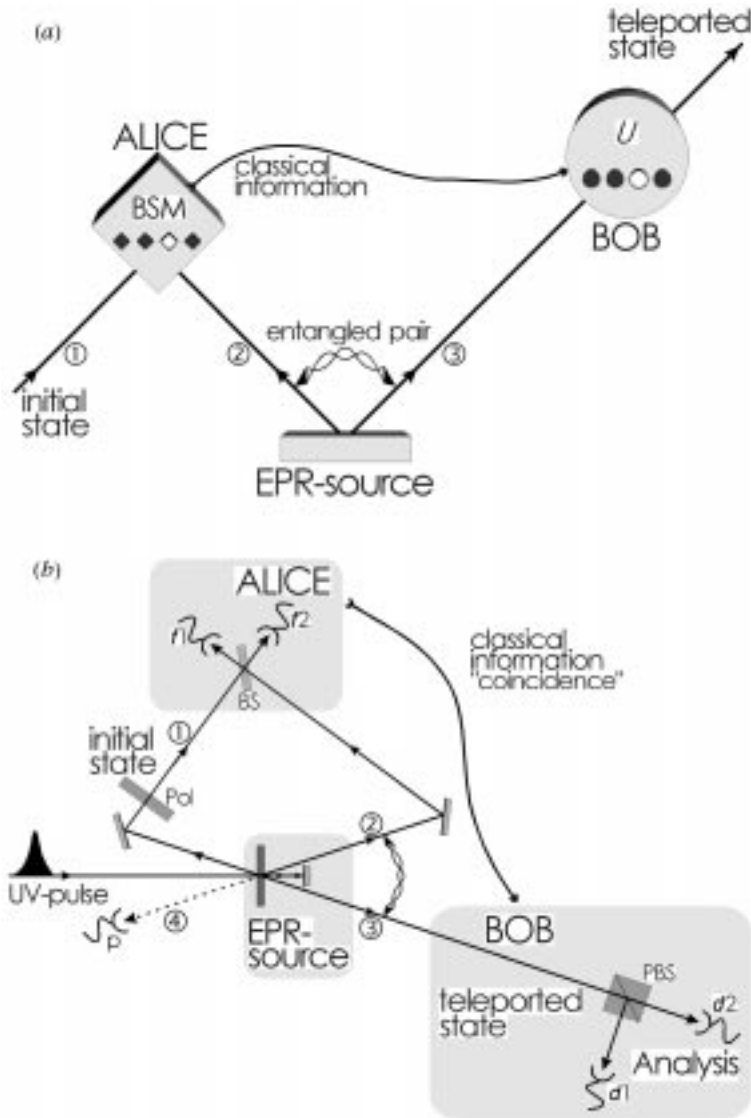 (a)
teleported
state
ALICE
U
classical
information
BSM
BOB
entangled pair
①
②
③
initial
state
EPR-source
(b)
ALICE
f1
f2
classical
information
"coincidence"
BS
①
initial
state
Pol
②
UV-pulse
④
p
EPR-
source
③
BOB
PBS
teleported
state
d2
Analysis
d1